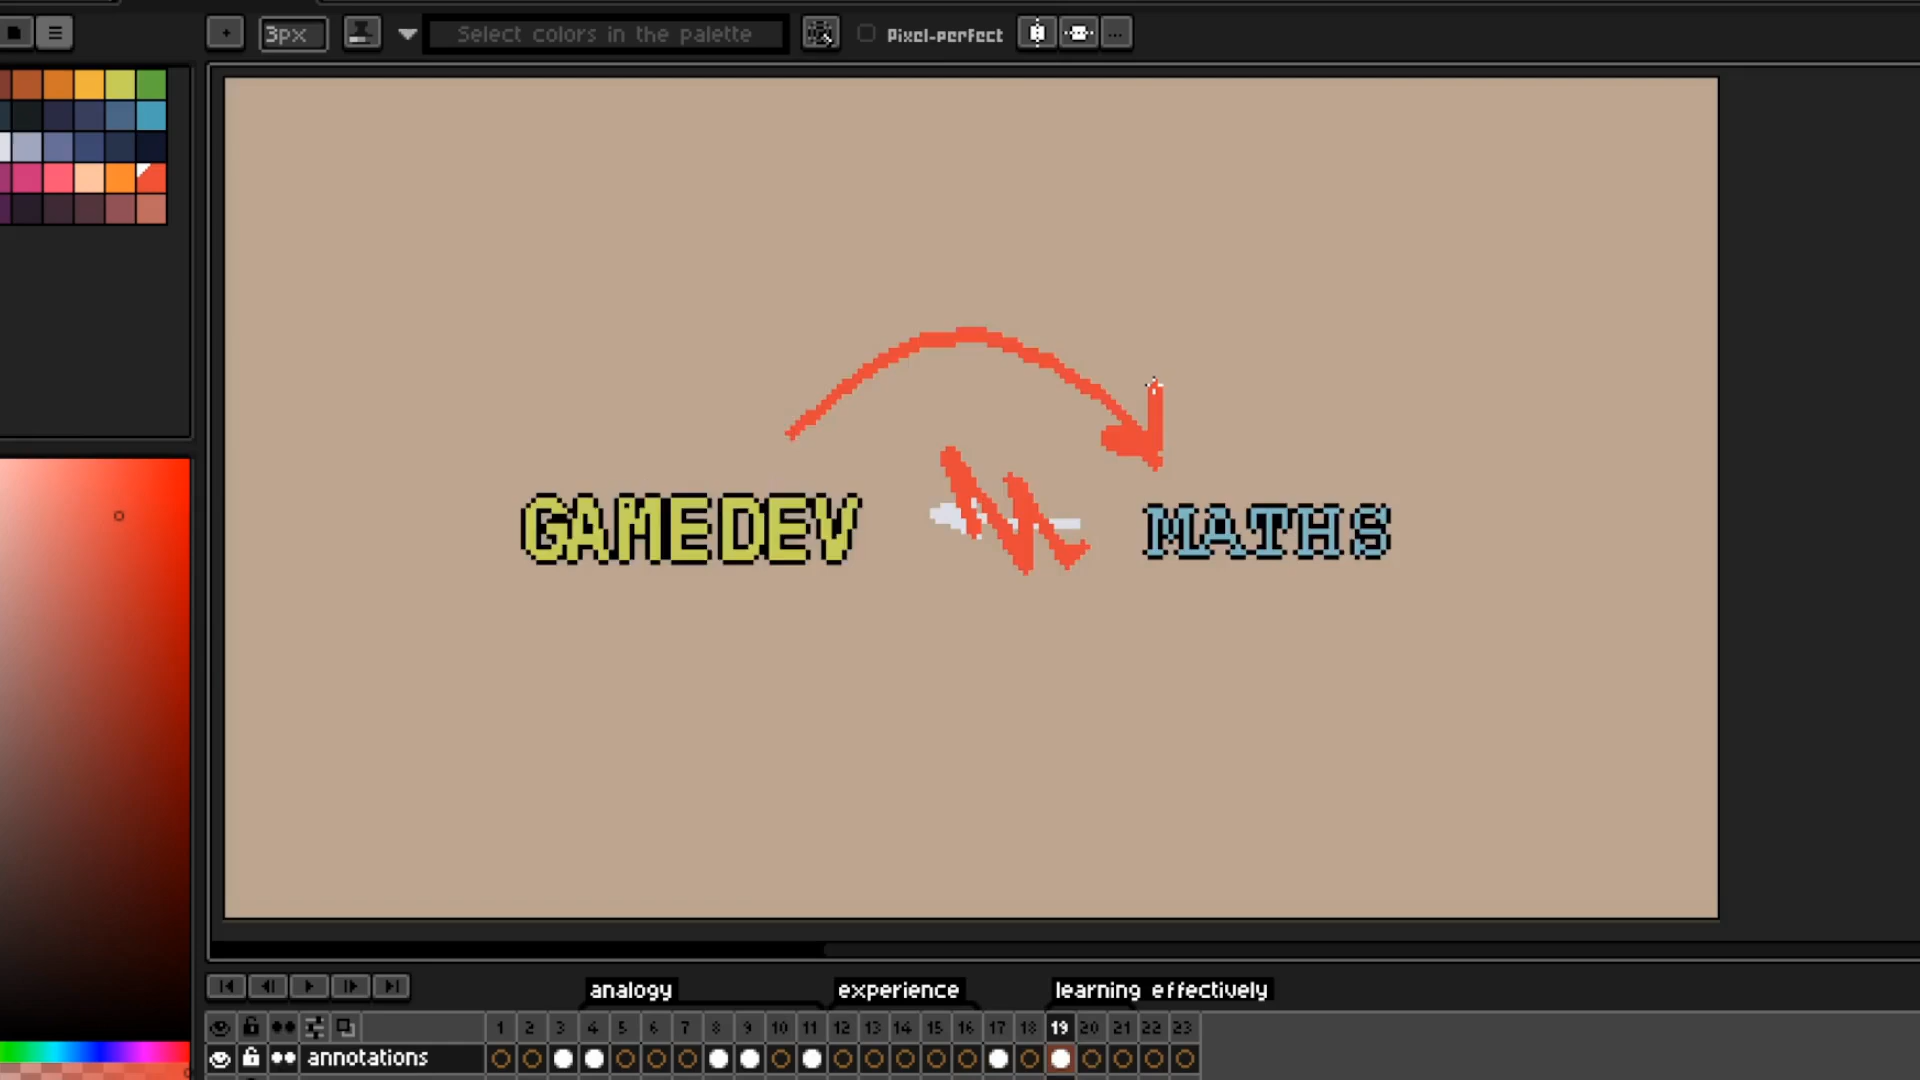 3px
Select colors in the palette
Pixel-perfect
...
GAMEDEV
MATHS
analogy
experience
learning effectively
1 2 3 4 5 6 7 8 9 10 11 12 13 14 15 16 17 18 19 20 21 22 23
annotations